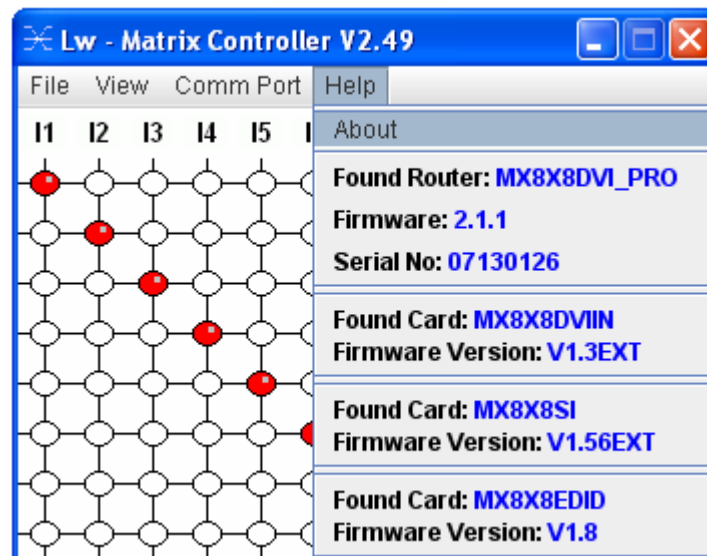 Lw - Matrix Controller V2.49
File View Comm Port Help
I1 I2 I3 I4 I5
About
Found Router: MX8X8DVI_PRO
Firmware: 2.1.1
Serial No: 07130126
Found Card: MX8X8DVIIN
Firmware Version: V1.3EXT
Found Card: MX8X8SI
Firmware Version: V1.56EXT
Found Card: MX8X8EDID
Firmware Version: V1.8